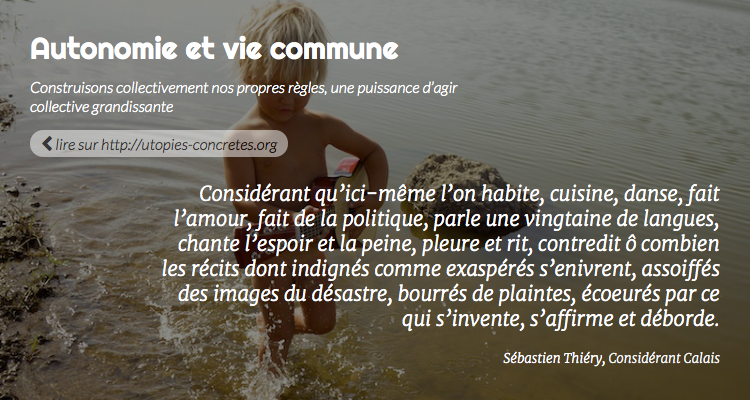 Autonomie et vie commune
Construisons collectivement nos propres règles, une puissance d'agir
collective grandissante
lire sur http://utopies-concretes.org
Considérant qu'ici-même l'on habite, cuisine, danse, fait
l'amour, fait de la politique, parle une vingtaine de langues,
chante l'espoir et la peine, pleure et rit, contredit ô combien
les récits dont indignés comme exaspérés s'enivrent, assoiffés
des images du désastre, bourrés de plaintes, écoeurés par ce
qui s'invente, s'affirme et déborde.
Sébastien Thiéry, Considérant Calais